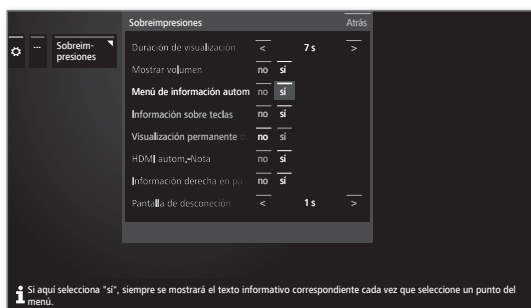 Sobreimpresiones Atrás
... Sobreim-
presiones
Duración de visualización < 7 s >
Mostrar volumen no sí
Menú de información autom no sí
Información sobre teclas no sí
Visualización permanente d no sí
HDMI autom.-Nota no sí
Información derecha en pa no sí
Pantalla de desconeción < 1 s >
Si aquí selecciona "sí", siempre se mostrará el texto informativo correspondiente cada vez que seleccione un punto del
menú.